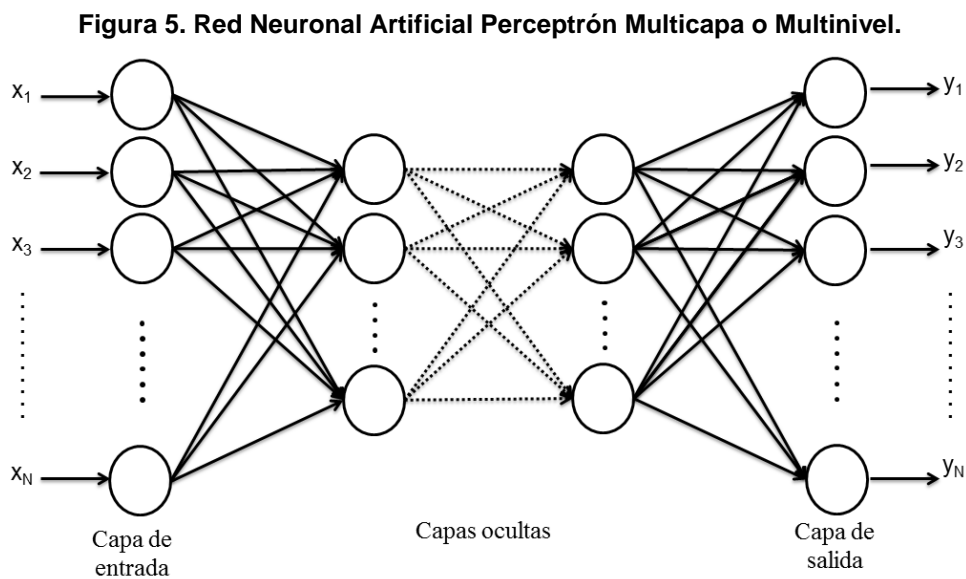 Figura 5. Red Neuronal Artificial Perceptrón Multicapa o Multinivel.
x1
y1
x2
y2
x3
y3
xN
yN
Capa de
entrada
Capas ocultas
Capa de
salida